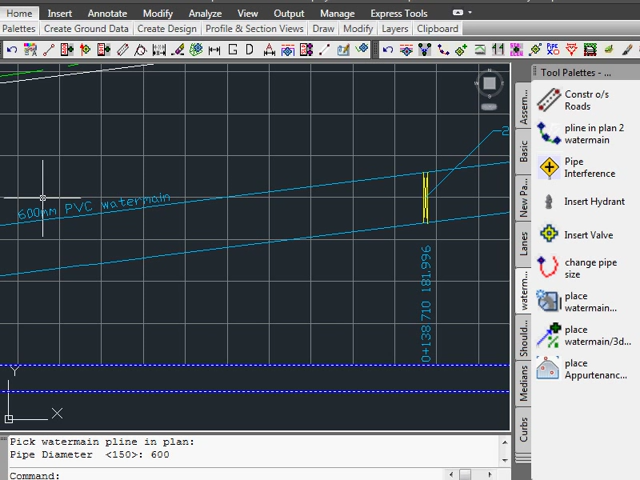 Home Insert Annotate Modify Analyze View Output Manage Express Tools
Palettes Create Ground Data Create Design Profile & Section Views Draw Modify Layers Clipboard
Tool Palettes - ...
Assem...
Basic
New Pa...
Lanes
waterm...
Should...
Medians
Curbs
Constr o/s
Roads
pline in plan 2
watermain
Pipe
Interference
Insert Hydrant
Insert Valve
change pipe
size
place
watermain...
place
watermain/3d...
place
Appurtenanc...
600mm PVC watermain
0+138.710 181.996
Y
X
Pick watermain pline in plan:
Pipe Diameter <150>: 600
Command: